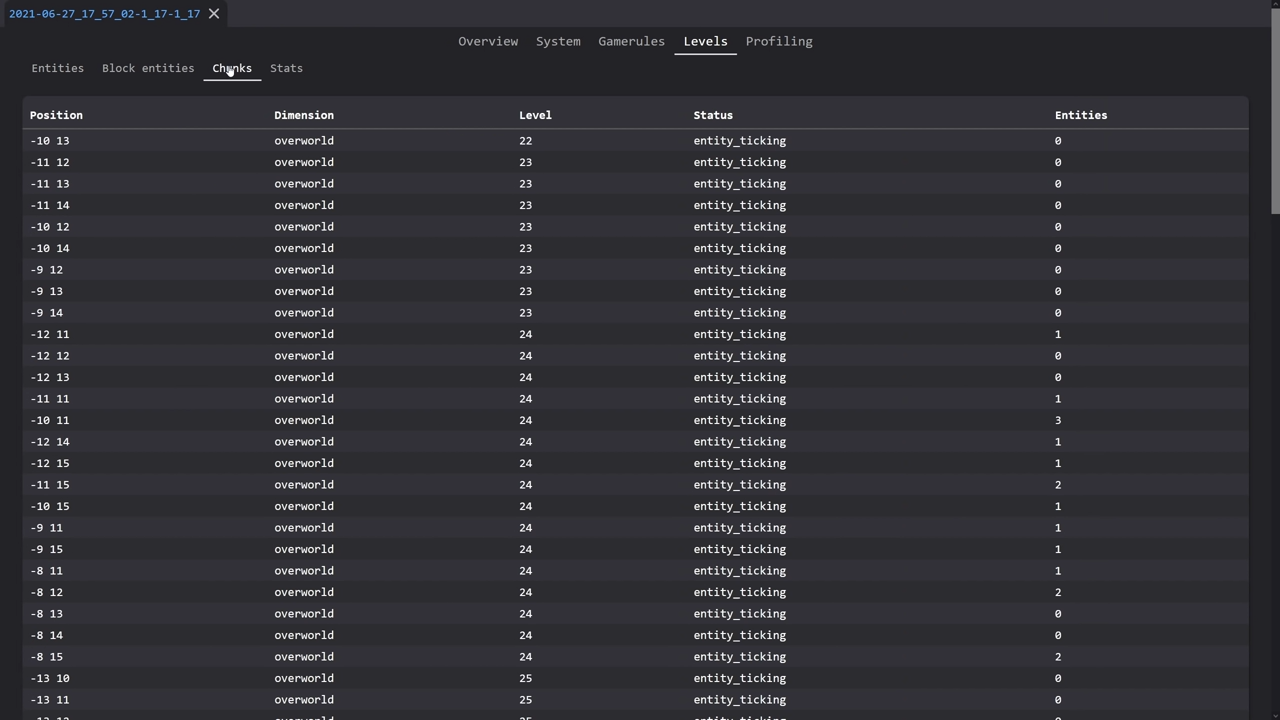 2021-06-27_17_57_02-1_17-1_17
Overview System Gamerules Levels Profiling
Entities Block entities Chunks Stats
Position Dimension Level Status Entities
-10 13 overworld 22 entity_ticking 0
-11 12 overworld 23 entity_ticking 0
-11 13 overworld 23 entity_ticking 0
-11 14 overworld 23 entity_ticking 0
-10 12 overworld 23 entity_ticking 0
-10 14 overworld 23 entity_ticking 0
-9 12 overworld 23 entity_ticking 0
-9 13 overworld 23 entity_ticking 0
-9 14 overworld 23 entity_ticking 0
-12 11 overworld 24 entity_ticking 1
-12 12 overworld 24 entity_ticking 0
-12 13 overworld 24 entity_ticking 0
-11 11 overworld 24 entity_ticking 1
-10 11 overworld 24 entity_ticking 3
-12 14 overworld 24 entity_ticking 1
-12 15 overworld 24 entity_ticking 1
-11 15 overworld 24 entity_ticking 2
-10 15 overworld 24 entity_ticking 1
-9 11 overworld 24 entity_ticking 1
-9 15 overworld 24 entity_ticking 1
-8 11 overworld 24 entity_ticking 1
-8 12 overworld 24 entity_ticking 2
-8 13 overworld 24 entity_ticking 0
-8 14 overworld 24 entity_ticking 0
-8 15 overworld 24 entity_ticking 2
-13 10 overworld 25 entity_ticking 0
-13 11 overworld 25 entity_ticking 0